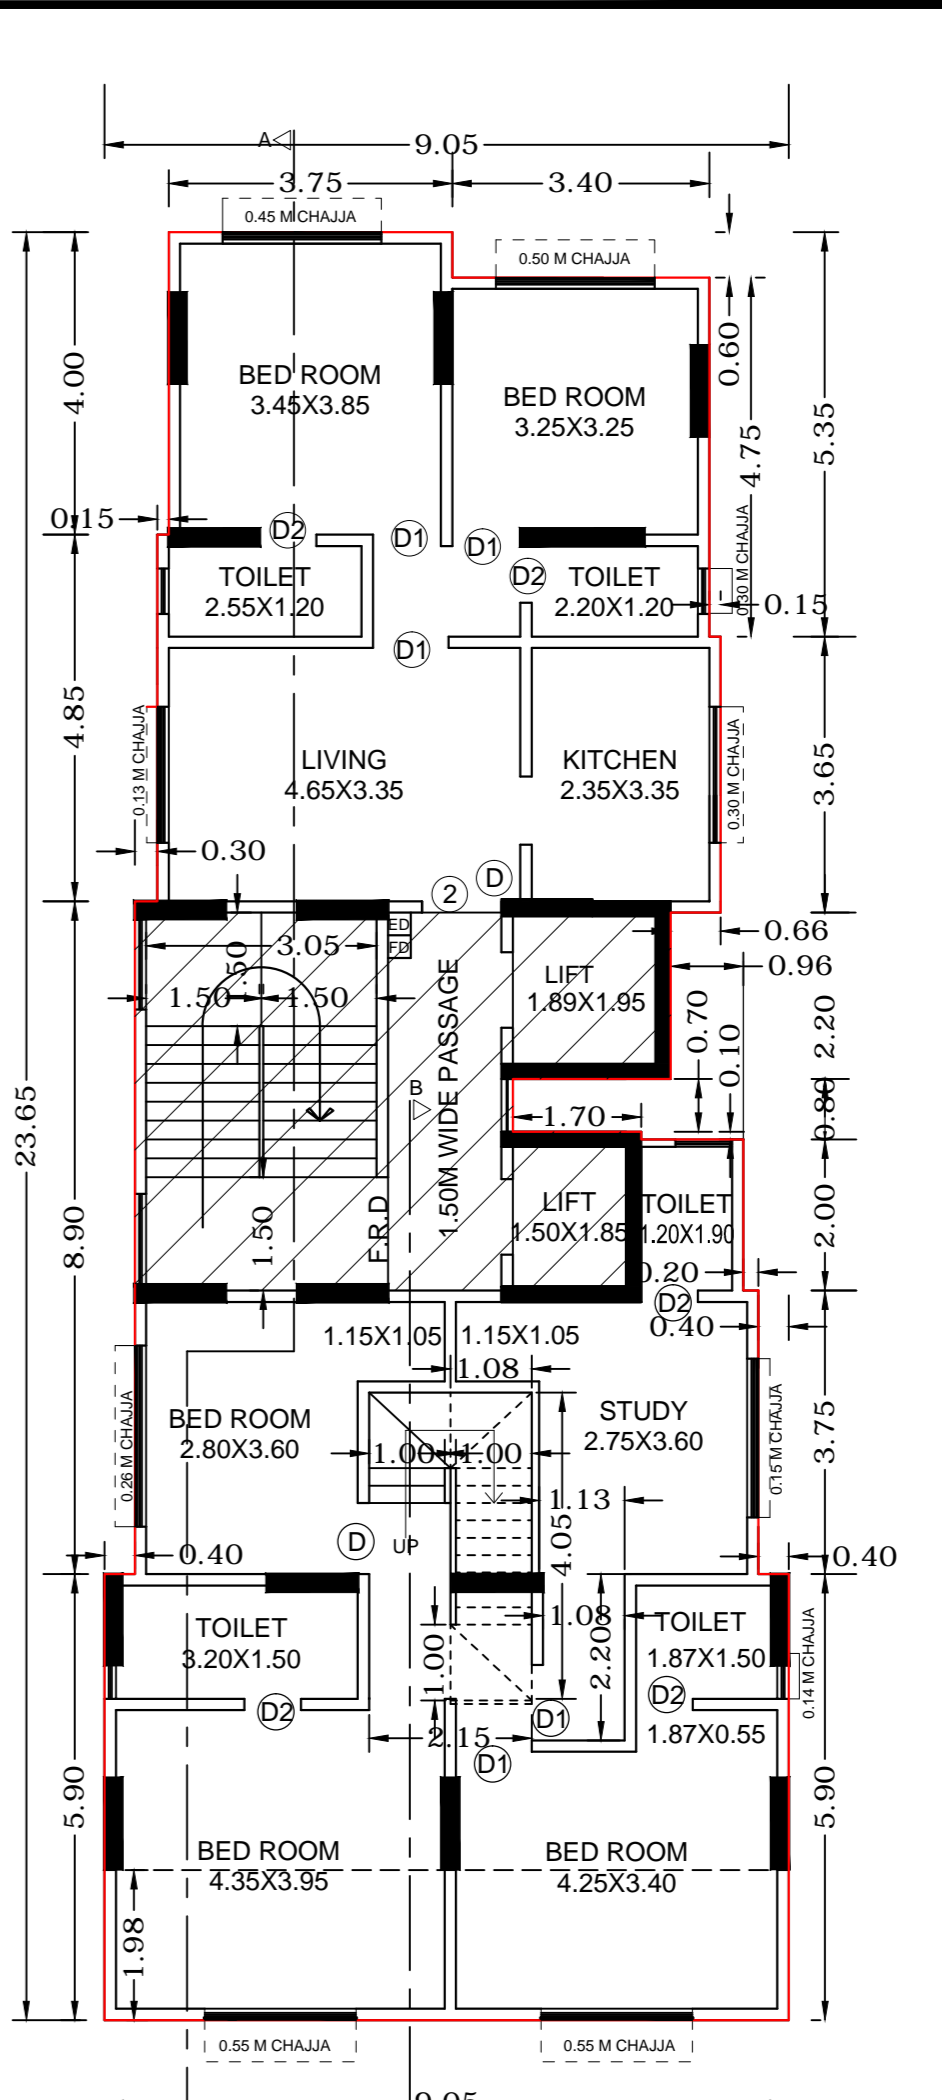 A
9.05
3.75
3.40
0.45 M CHAJJA
0.50 M CHAJJA
0.60
4.00
BED ROOM
3.45X3.85
BED ROOM
3.25X3.25
5.35
4.75
0.15
D2
D1
D1
D2
0.30 M CHAJJA
TOILET
2.55X1.20
TOILET
2.20X1.20
0.15
D1
4.85
0.13 M CHAJJA
LIVING
4.65X3.35
KITCHEN
2.35X3.35
0.30 M CHAJJA
3.65
0.30
D
2
ED
FD
3.05
1.50
0.66
0.96
LIFT
1.89X1.95
1.50
1.50
1.50M WIDE PASSAGE
0.70
0.10
2.20
B
23.65
1.70
0.80
8.90
F.R.D
1.50
LIFT
1.50X1.85
TOILET
1.20X1.90
2.00
0.20
D2
0.40
1.15X1.05
1.15X1.05
1.08
BED ROOM
2.80X3.60
STUDY
2.75X3.60
0.26 M CHAJJA
0.15 M CHAJJA
3.75
1.00
1.00
1.13
4.05
D
UP
0.40
0.40
TOILET
3.20X1.50
1.08
TOILET
1.87X1.50
1.00
2.20
0.14 M CHAJJA
D2
D2
D1
1.87X0.55
2.15
D1
5.90
5.90
BED ROOM
4.35X3.95
BED ROOM
4.25X3.40
1.98
0.55 M CHAJJA
0.55 M CHAJJA
9.05